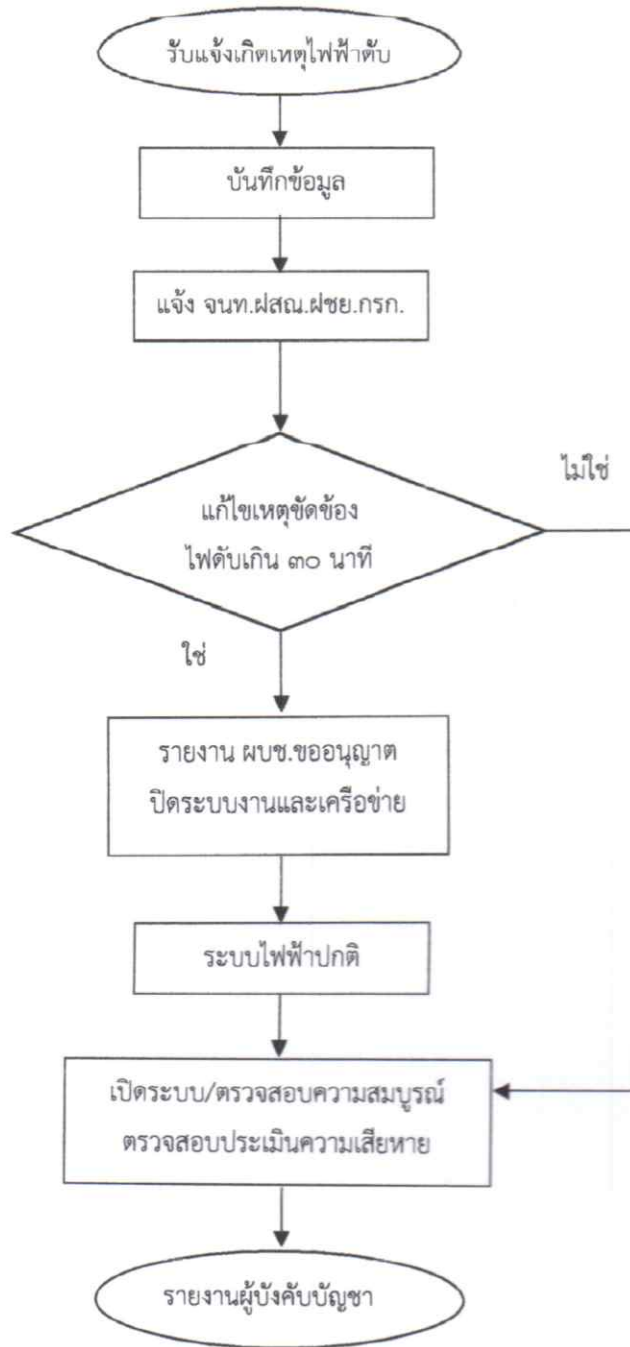 รับแจ้งเกิดเหตุไฟฟ้าดับ
บันทึกข้อมูล
แจ้ง จนท.ฝสณ.ฝชย.กรก.
แก้ไขเหตุขัดข้อง
ไฟดับเกิน ๓๐ นาที
ไม่ใช่
ใช่
รายงาน ผบช.ขออนุญาต
ปิดระบบงานและเครือข่าย
ระบบไฟฟ้าปกติ
เปิดระบบ/ตรวจสอบความสมบูรณ์
ตรวจสอบประเมินความเสียหาย
รายงานผู้บังคับบัญชา